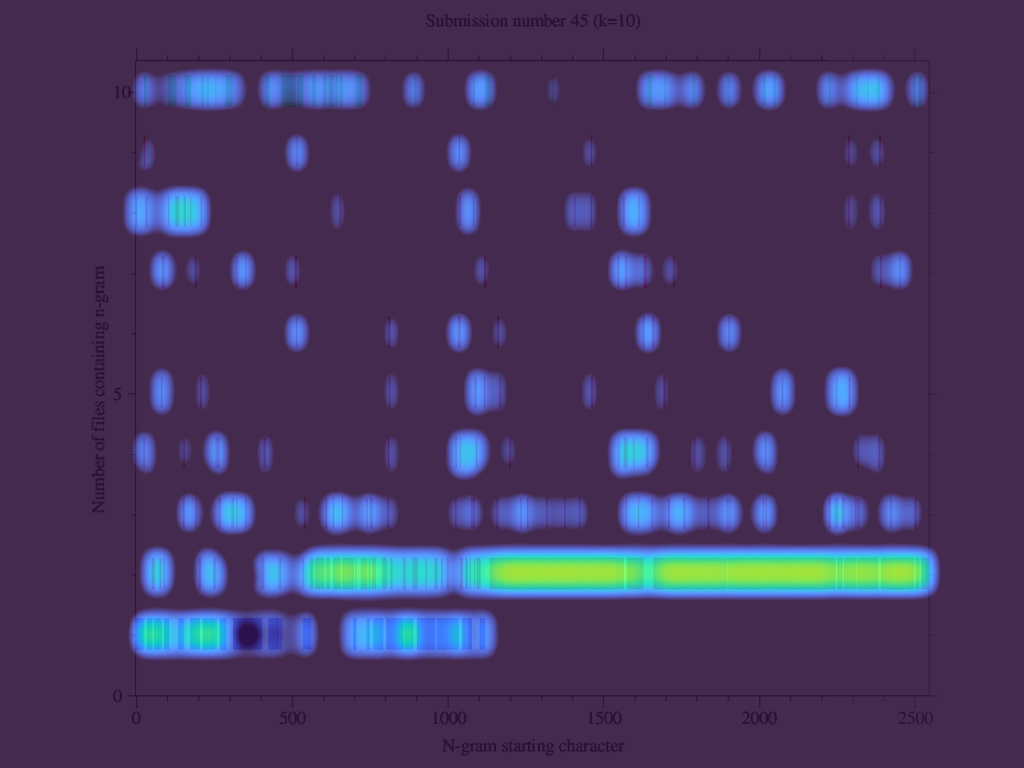 Submission number 45 (k=10)
10
5
0
Number of files containing n-gram
0 500 1000 1500 2000 2500
N-gram starting character